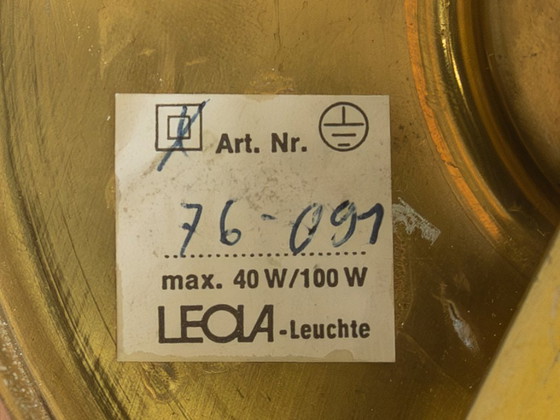 Art. Nr.
76-091
max. 40 W/100 W
LEOLA-Leuchte